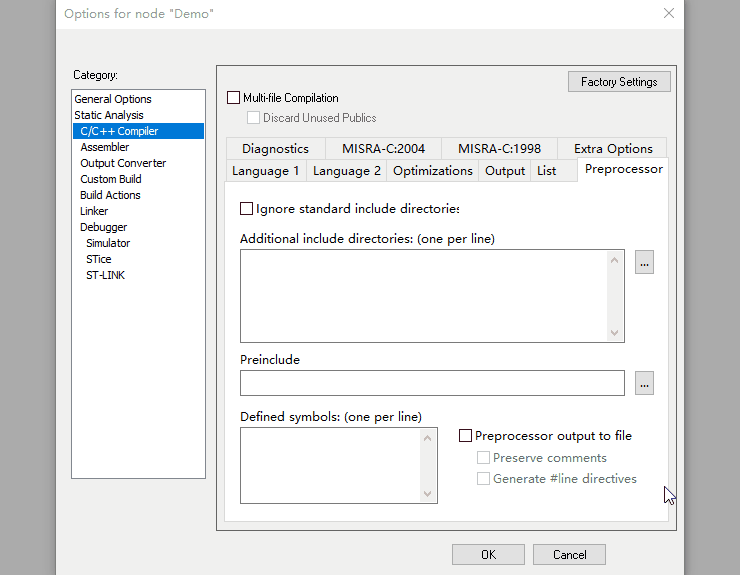 Options for node "Demo"
Category:
General Options
Static Analysis
C/C++ Compiler
Assembler
Output Converter
Custom Build
Build Actions
Linker
Debugger
Simulator
STice
ST-LINK
Factory Settings
Multi-file Compilation
Discard Unused Publics
Diagnostics MISRA-C:2004 MISRA-C:1998 Extra Options
Language 1 Language 2 Optimizations Output List Preprocessor
Ignore standard include directories
Additional include directories: (one per line)
...
Preinclude
...
Defined symbols: (one per line)
Preprocessor output to file
Preserve comments
Generate #line directives
OK Cancel